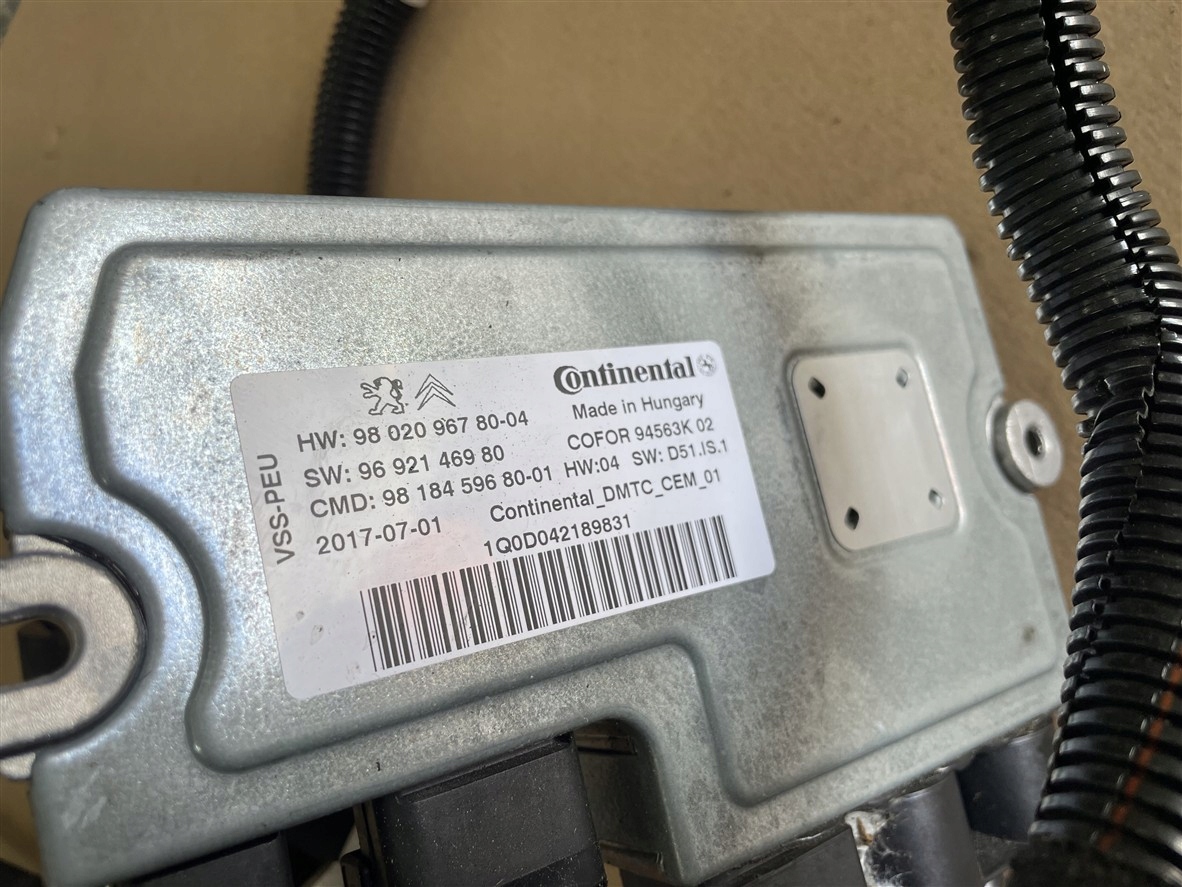 Continental
Made in Hungary
HW: 98 020 967 80-04
COFOR 94563K 02
SW: 96 921 469 80
HW:04 SW: D51.IS.1
CMD: 98 184 596 80-01
Continental_DMTC_CEM_01
2017-07-01
1Q0D042189831
VSS-PEU